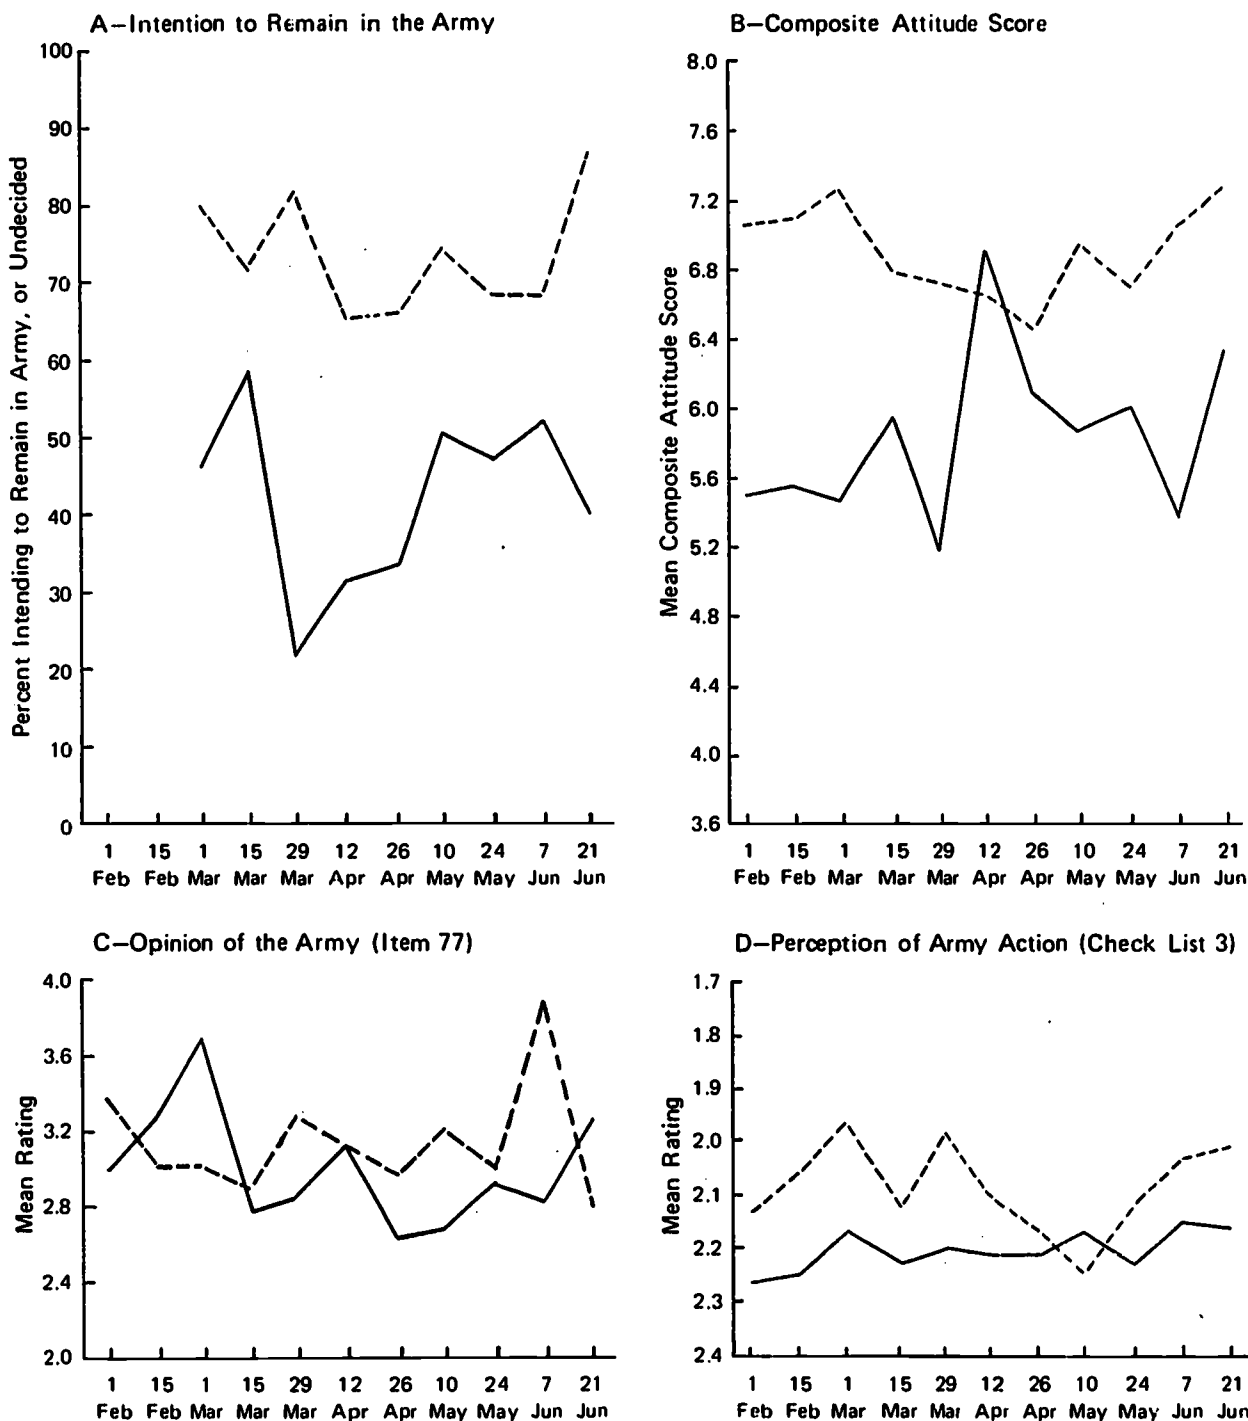 A–Intention to Remain in the Army
Percent Intending to Remain in Army, or Undecided
100
90
80
70
60
50
40
30
20
10
0
1 15 1 15 29 12 26 10 24 7 21
Feb Feb Mar Mar Mar Apr Apr May May Jun Jun
B–Composite Attitude Score
Mean Composite Attitude Score
8.0
7.6
7.2
6.8
6.4
6.0
5.6
5.2
4.8
4.4
4.0
3.6
1 15 1 15 29 12 26 10 24 7 21
Feb Feb Mar Mar Mar Apr Apr May May Jun Jun
C–Opinion of the Army (Item 77)
Mean Rating
4.0
3.6
3.2
2.8
2.4
2.0
1 15 1 15 29 12 26 10 24 7 21
Feb Feb Mar Mar Mar Apr Apr May May Jun Jun
D–Perception of Army Action (Check List 3)
Mean Rating
1.7
1.8
1.9
2.0
2.1
2.2
2.3
2.4
1 15 1 15 29 12 26 10 24 7 21
Feb Feb Mar Mar Mar Apr Apr May May Jun Jun